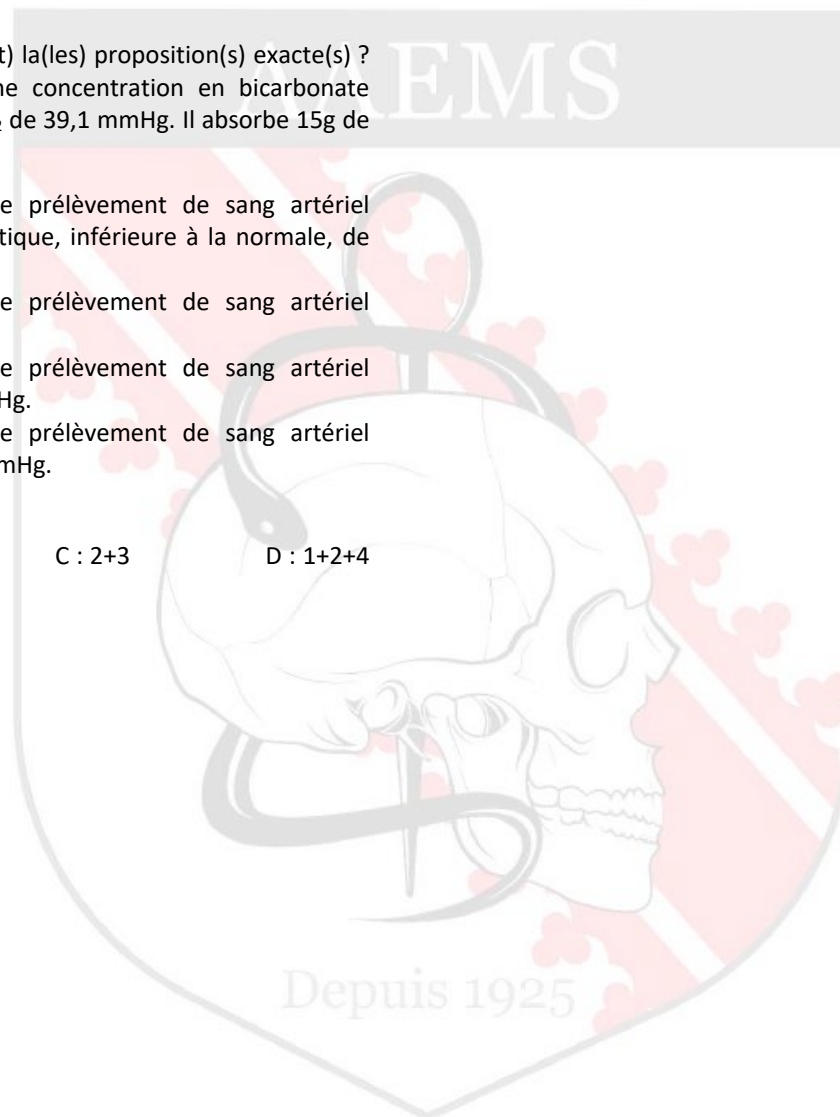 t) la(les) proposition(s) exacte(s) ?
ne concentration en bicarbonate
₂ de 39,1 mmHg. Il absorbe 15g de
e prélèvement de sang artériel
tique, inférieure à la normale, de
e prélèvement de sang artériel
e prélèvement de sang artériel
Hg.
e prélèvement de sang artériel
mHg.
C : 2+3 D : 1+2+4
AAEMS
Depuis 1925